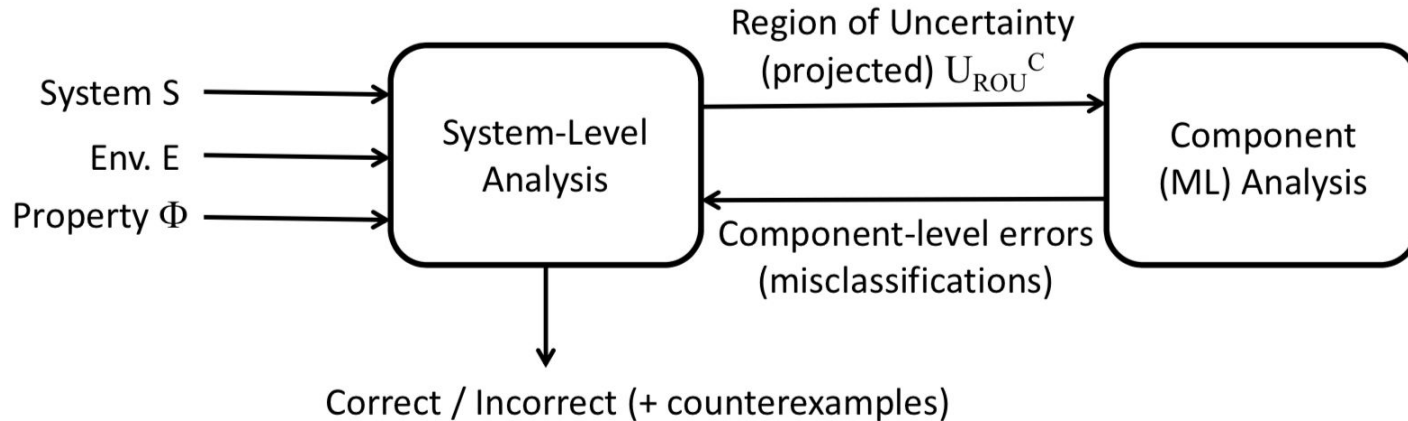 Region of Uncertainty
(projected) U_ROU^C
System S
Env. E
Property Φ
System-Level
Analysis
Component
(ML) Analysis
Component-level errors
(misclassifications)
Correct / Incorrect (+ counterexamples)